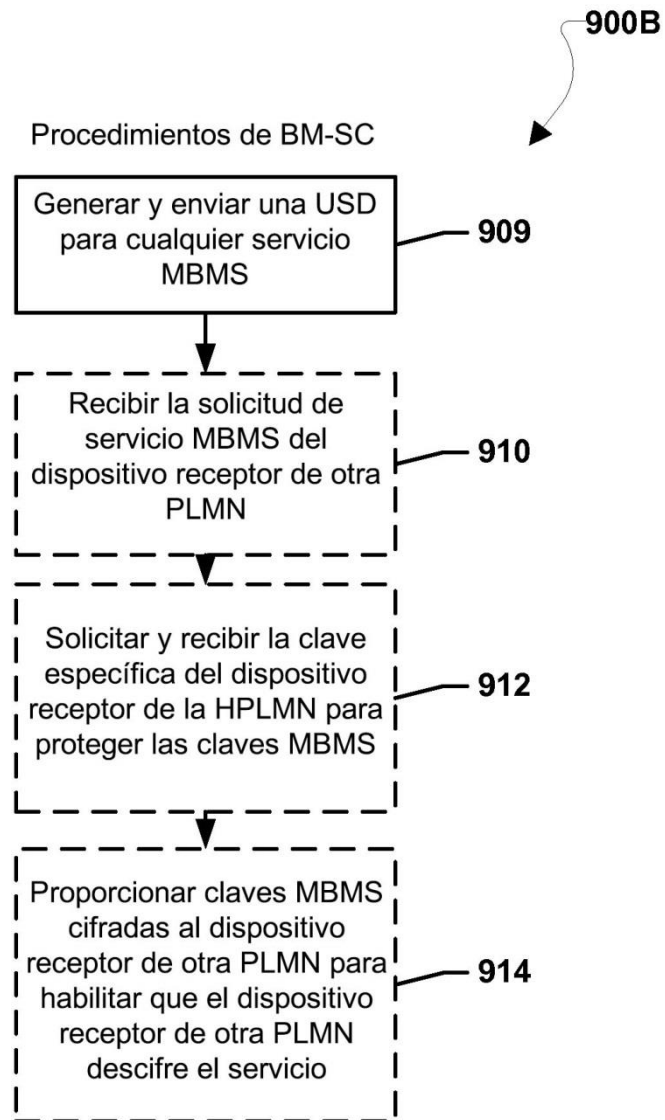 900B
Procedimientos de BM-SC
Generar y enviar una USD
para cualquier servicio
MBMS
909
Recibir la solicitud de
servicio MBMS del
dispositivo receptor de otra
PLMN
910
Solicitar y recibir la clave
específica del dispositivo
receptor de la HPLMN para
proteger las claves MBMS
912
Proporcionar claves MBMS
cifradas al dispositivo
receptor de otra PLMN para
habilitar que el dispositivo
receptor de otra PLMN
descifre el servicio
914